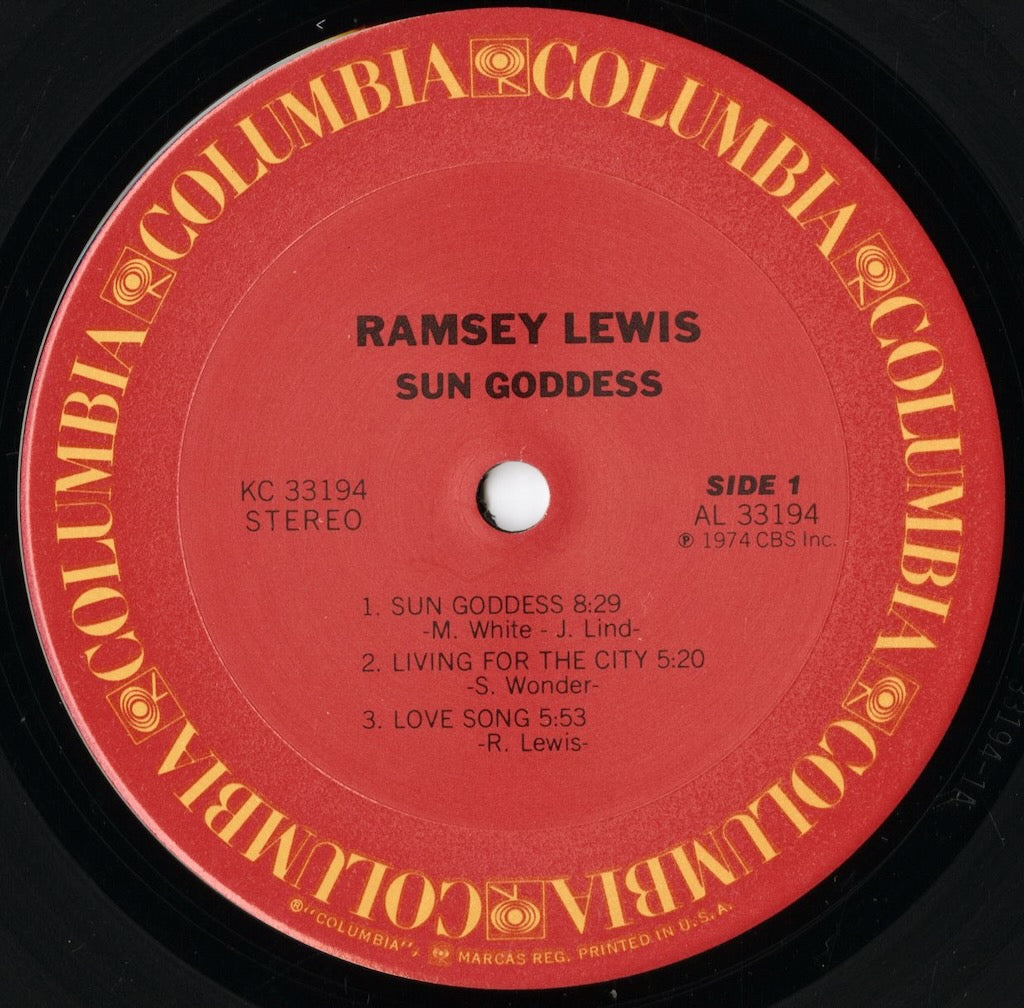 COLUMBIA COLUMBIA COLUMBIA COLUMBIA COLUMBIA COLUMBIA
RAMSEY LEWIS
SUN GODDESS
KC 33194
STEREO
SIDE 1
AL 33194
℗ 1974 CBS Inc.
1. SUN GODDESS 8:29
-M. White - J. Lind-
2. LIVING FOR THE CITY 5:20
-S. Wonder-
3. LOVE SONG 5:53
-R. Lewis-
®"COLUMBIA", MARCAS REG. PRINTED IN U.S.A.
33194-1A